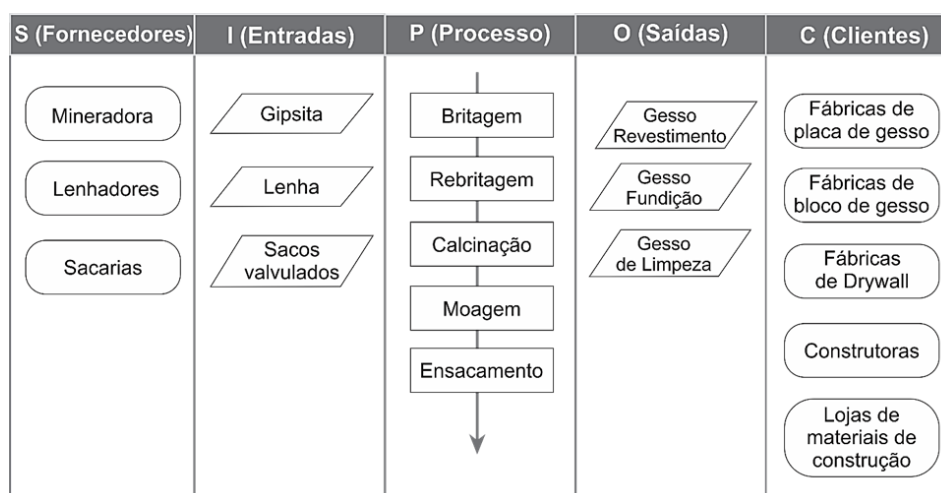 S (Fornecedores)
I (Entradas)
P (Processo)
O (Saídas)
C (Clientes)
Mineradora
Lenhadores
Sacarias
Gipsita
Lenha
Sacos
valvulados
Britagem
Rebritagem
Calcinação
Moagem
Ensacamento
Gesso
Revestimento
Gesso
Fundição
Gesso
de Limpeza
Fábricas de
placa de gesso
Fábricas de
bloco de gesso
Fábricas
de Drywall
Construtoras
Lojas de
materiais de
construção